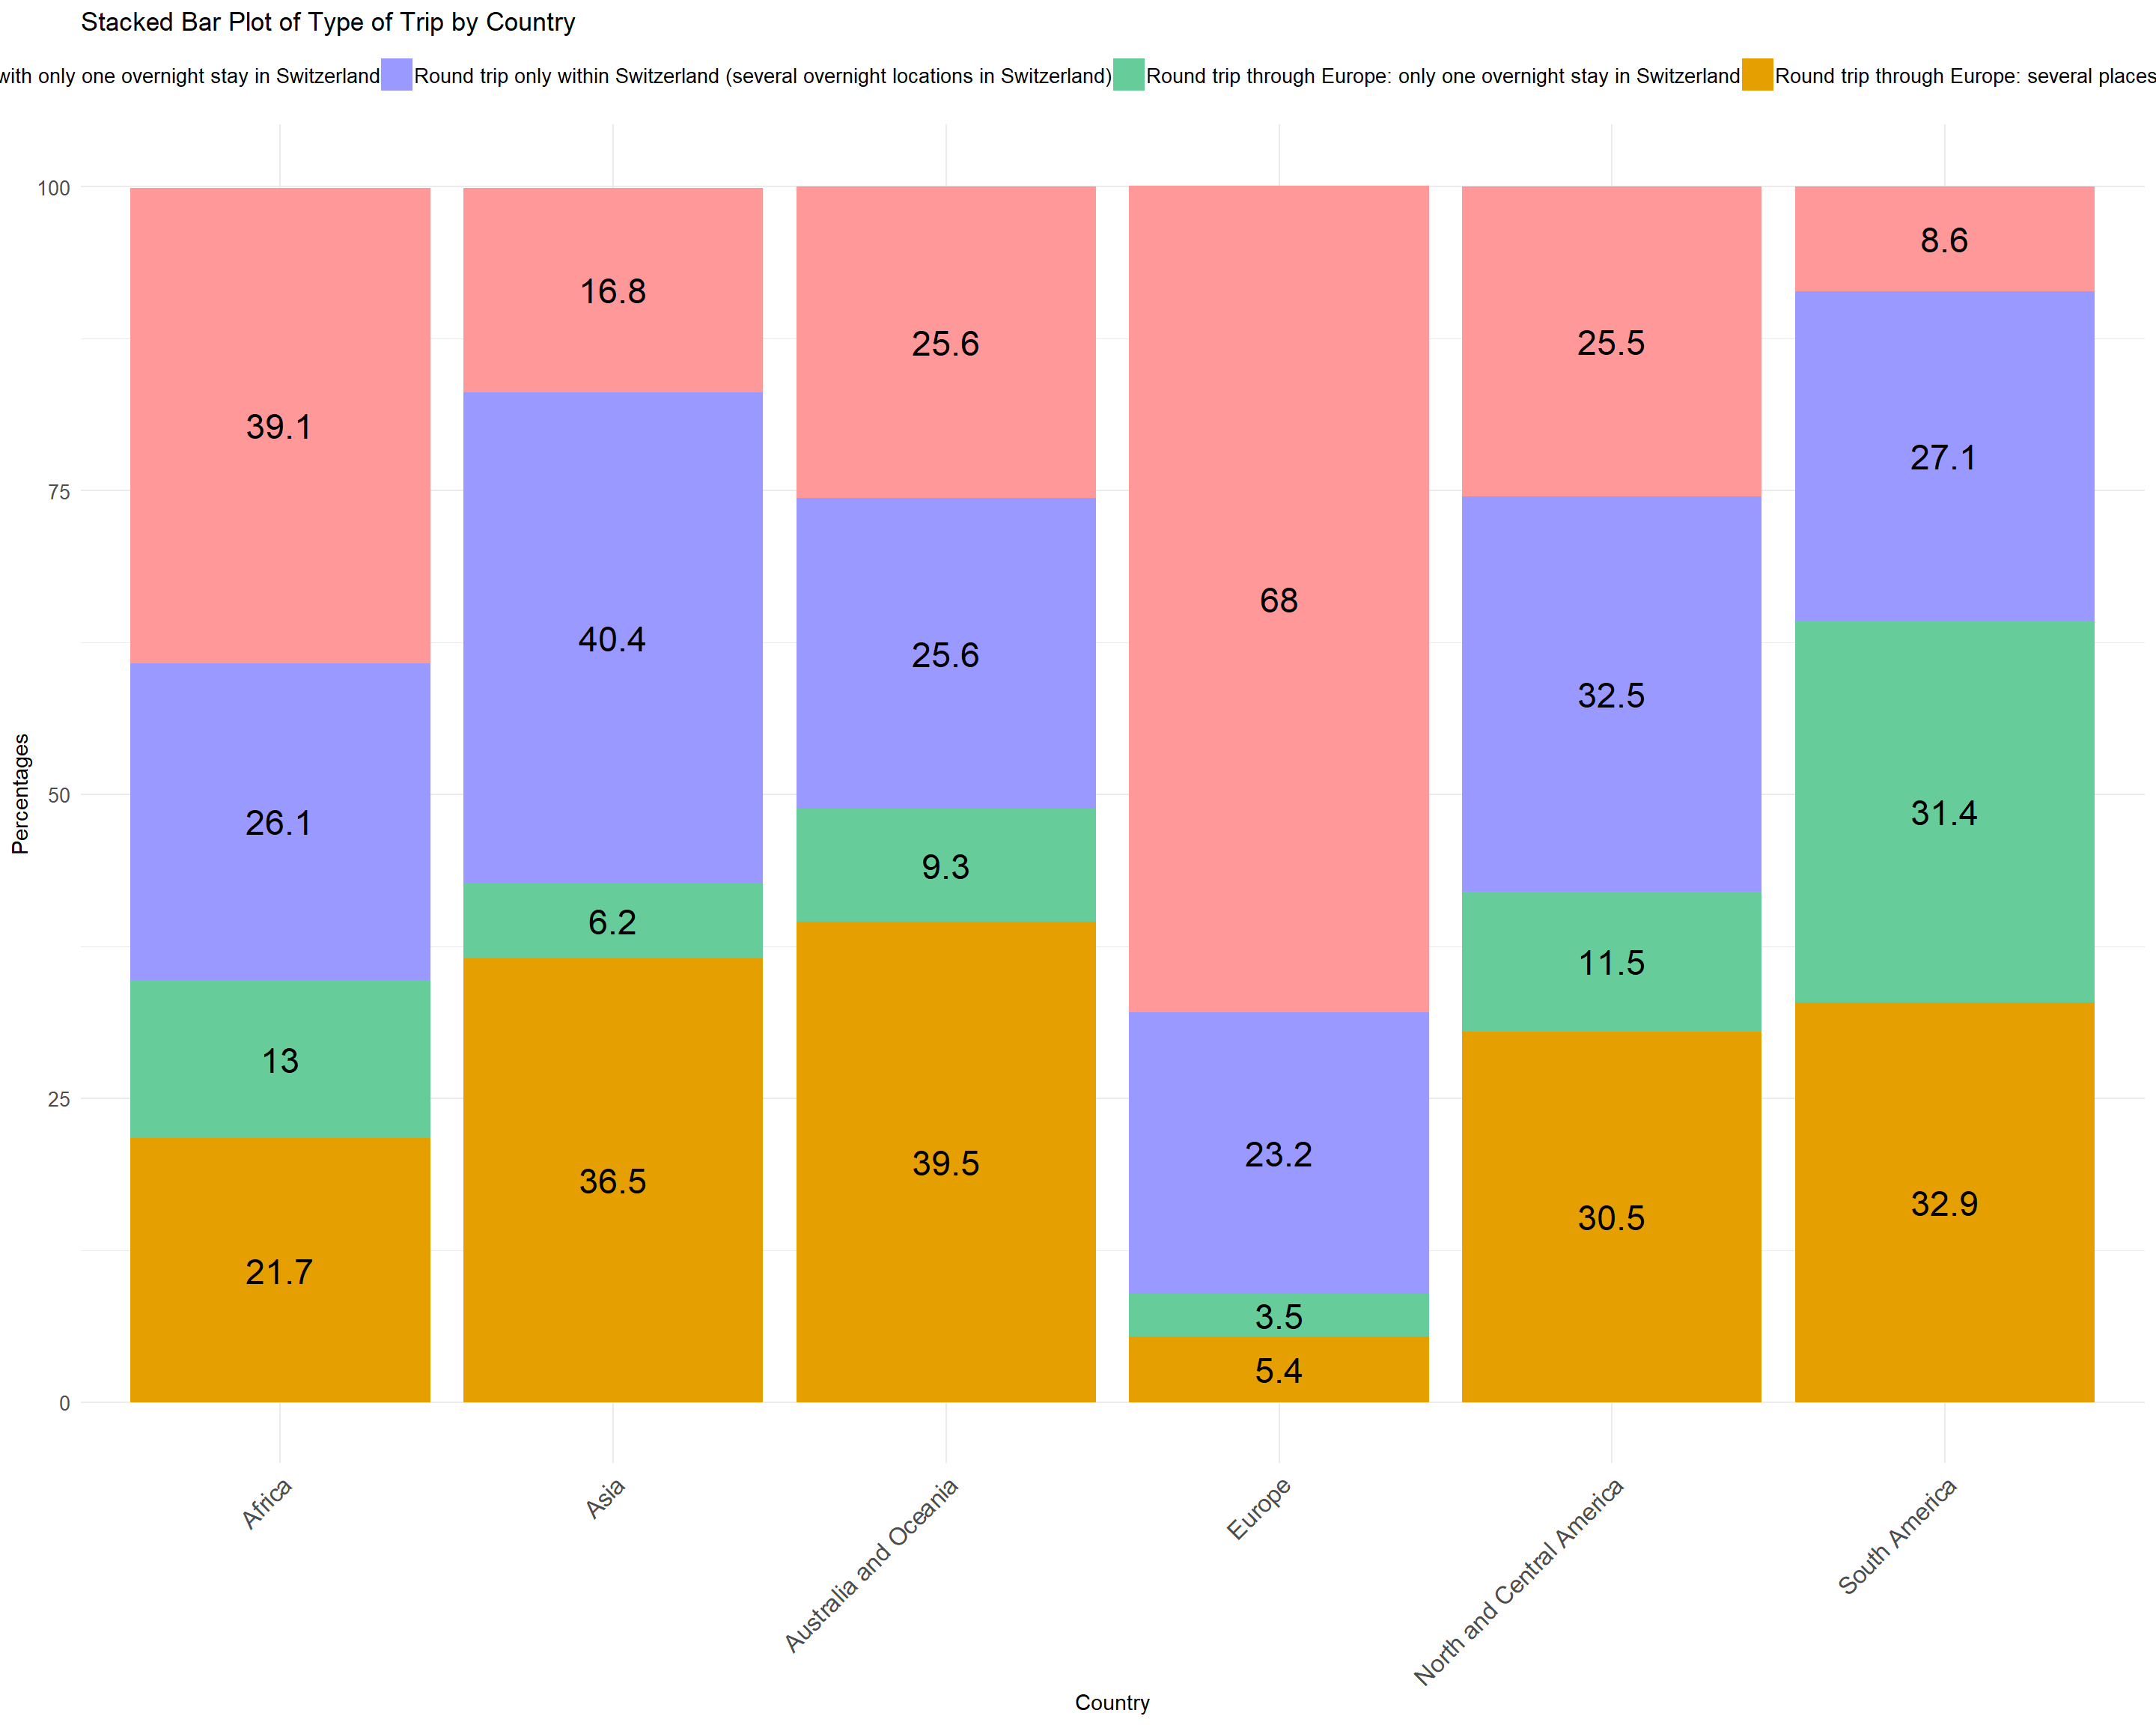 Stacked Bar Plot of Type of Trip by Country
with only one overnight stay in Switzerland Round trip only within Switzerland (several overnight locations in Switzerland) Round trip through Europe: only one overnight stay in Switzerland Round trip through Europe: several places
100
75
50
25
0
Percentages
39.1
26.1
13
21.7
16.8
40.4
6.2
36.5
25.6
25.6
9.3
39.5
68
23.2
3.5
5.4
25.5
32.5
11.5
30.5
8.6
27.1
31.4
32.9
Africa
Asia
Australia and Oceania
Europe
North and Central America
South America
Country